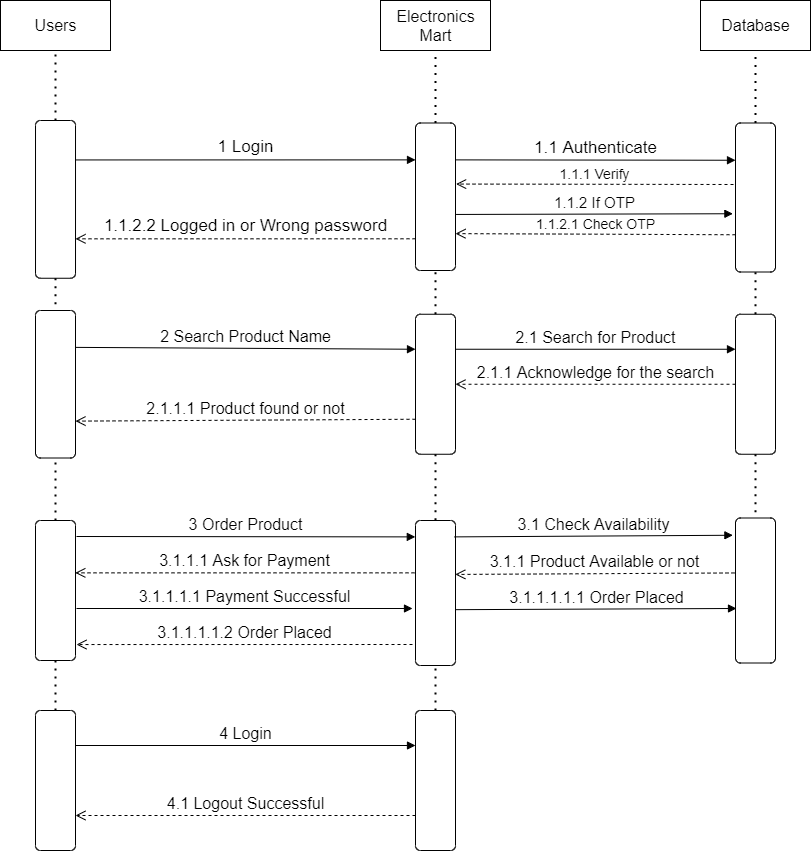 Users
Electronics
Mart
Database
1 Login
1.1 Authenticate
1.1.1 Verify
1.1.2 If OTP
1.1.2.2 Logged in or Wrong password
1.1.2.1 Check OTP
2 Search Product Name
2.1 Search for Product
2.1.1 Acknowledge for the search
2.1.1.1 Product found or not
3 Order Product
3.1 Check Availability
3.1.1.1 Ask for Payment
3.1.1 Product Available or not
3.1.1.1.1 Payment Successful
3.1.1.1.1.1 Order Placed
3.1.1.1.1.2 Order Placed
4 Login
4.1 Logout Successful